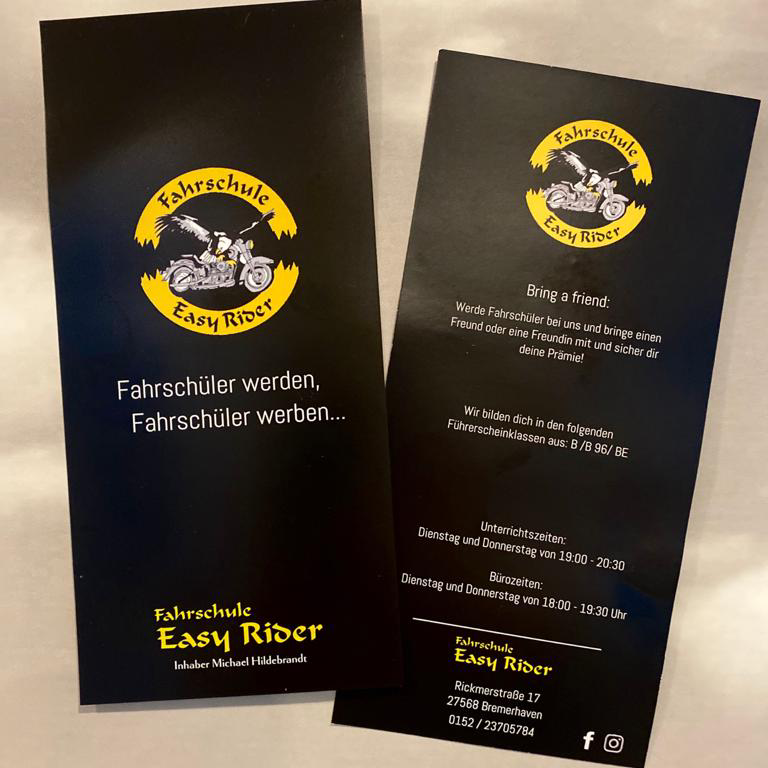 Fahrschule
Easy Rider
Fahrschüler werden,
Fahrschüler werben...
Fahrschule
Easy Rider
Inhaber Michael Hildebrandt
Fahrschule
Easy Rider
Bring a friend:
Werde Fahrschüler bei uns und bringe einen
Freund oder eine Freundin mit und sicher dir
deine Prämie!
Wir bilden dich in den folgenden
Führerscheinklassen aus: B /B 96/ BE
Unterrichtszeiten:
Dienstag und Donnerstag von 19:00 - 20:30
Bürozeiten:
Dienstag und Donnerstag von 18:00 - 19:30 Uhr
Fahrschule
Easy Rider
Rickmerstraße 17
27568 Bremerhaven
0152 / 23705784